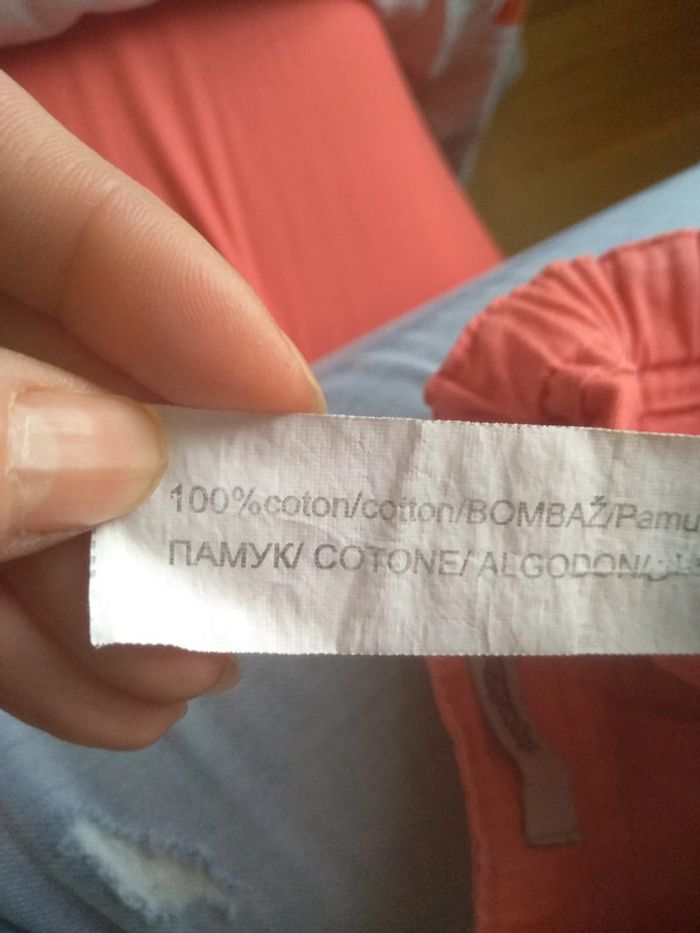 100%coton/cotton/BOMBAŽ/Pamu
ПАМУК/ COTONE/ ALGODON/